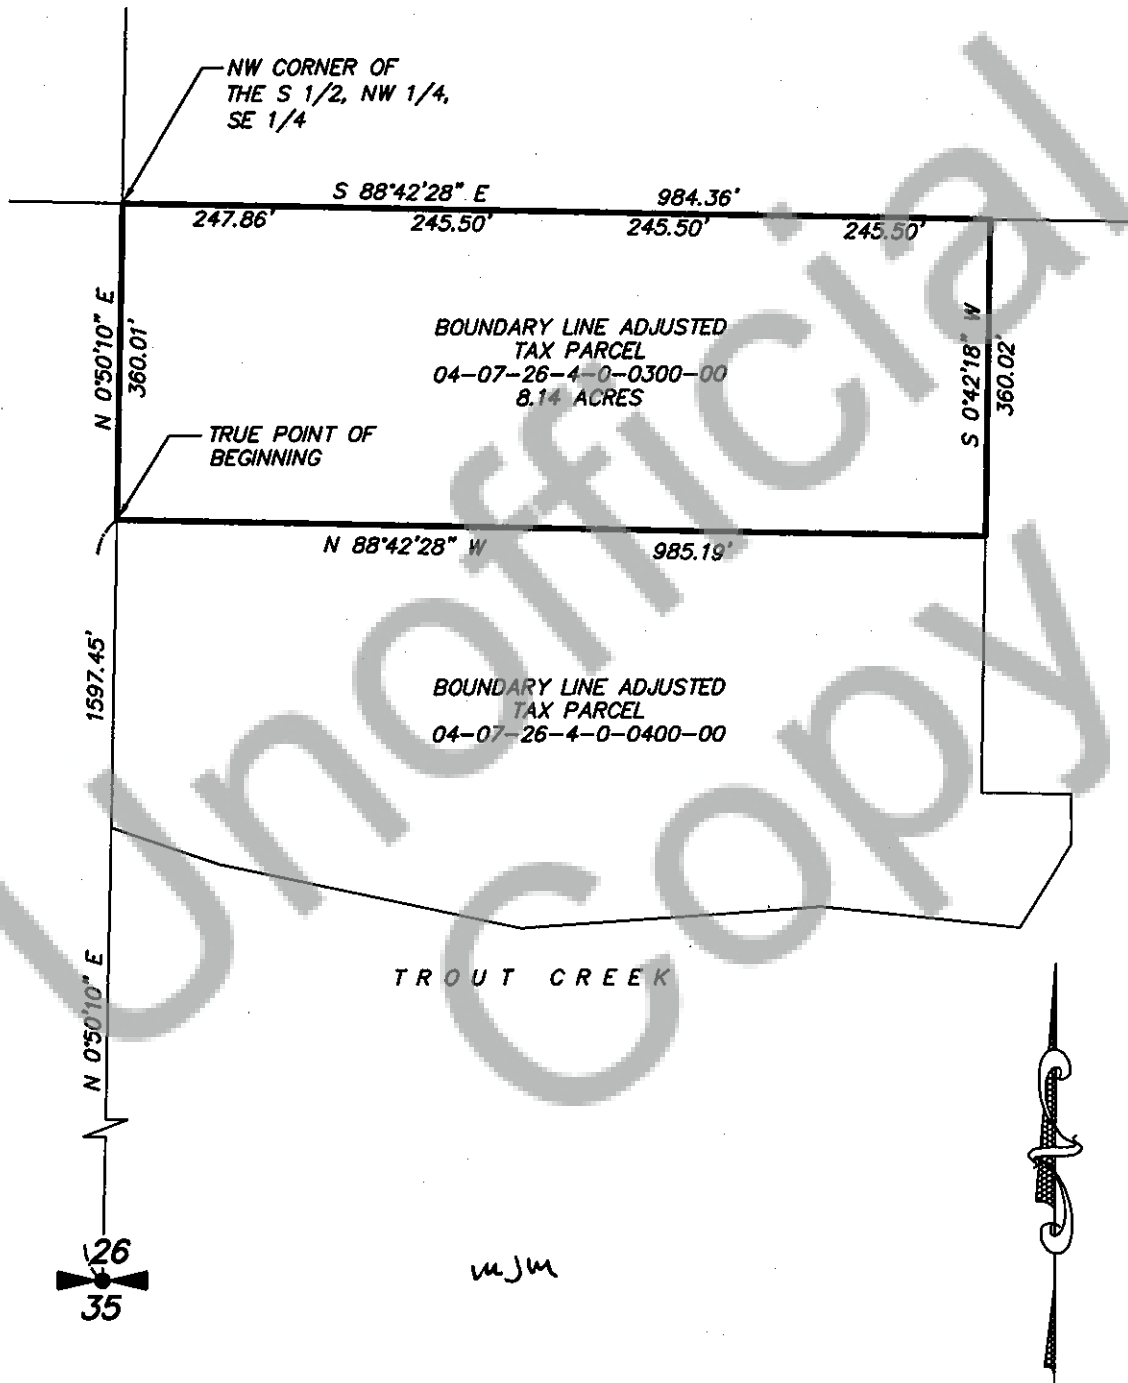 NW CORNER OF
THE S 1/2, NW 1/4,
SE 1/4
S 88°42'28" E 984.36'
247.86' 245.50' 245.50' 245.50'
N 0°50'10" E
360.01'
BOUNDARY LINE ADJUSTED
TAX PARCEL
04-07-26-4-0-0300-00
8.14 ACRES
S 0°42'18" W
360.02'
TRUE POINT OF
BEGINNING
N 88°42'28" W 985.19'
1597.45'
BOUNDARY LINE ADJUSTED
TAX PARCEL
04-07-26-4-0-0400-00
TROUT CREEK
N 0°50'10" E
26
35
mjm
Unofficial
Copy